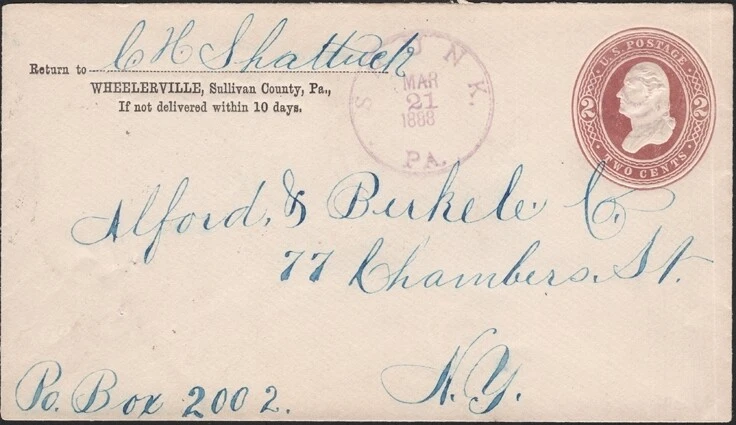 Return to C H Shattuck
WHEELERVILLE, Sullivan County, Pa.,
If not delivered within 10 days.
SHUNK.
MAR
21
1888
PA.
U.S. POSTAGE
2 2
TWO CENTS
Alford, & Berkele Co.
77 Chambers. St.
N.Y.
Po. Box 2002.